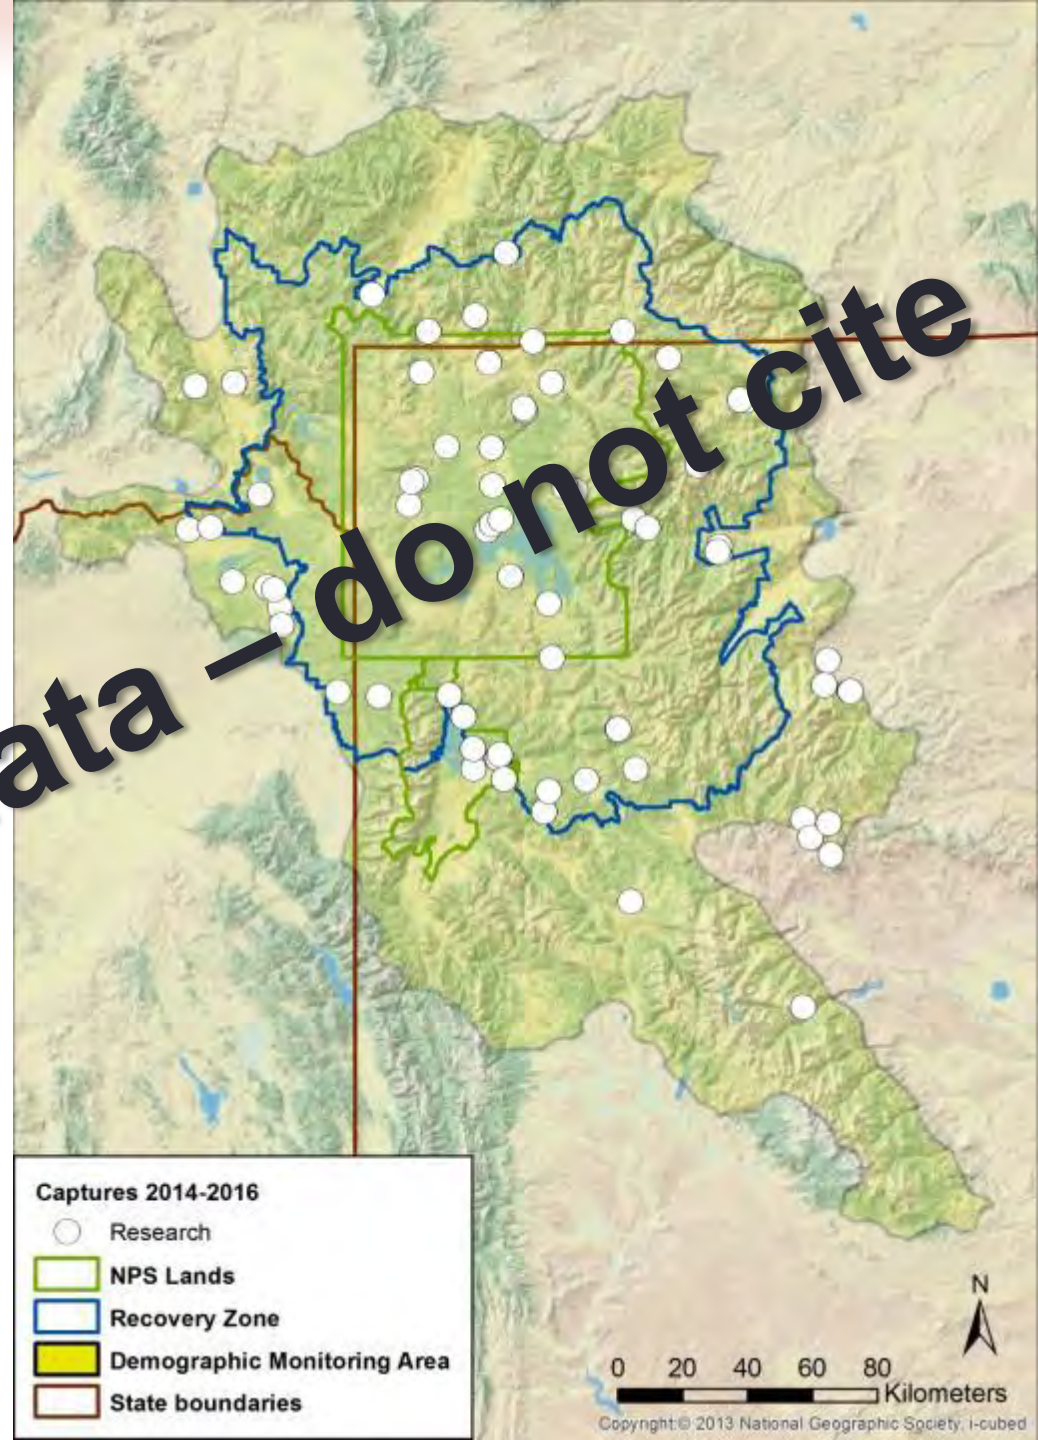 ata – do not cite
Captures 2014-2016
Research
NPS Lands
Recovery Zone
Demographic Monitoring Area
State boundaries
N
0 20 40 60 80
Kilometers
Copyright:© 2013 National Geographic Society, i-cubed